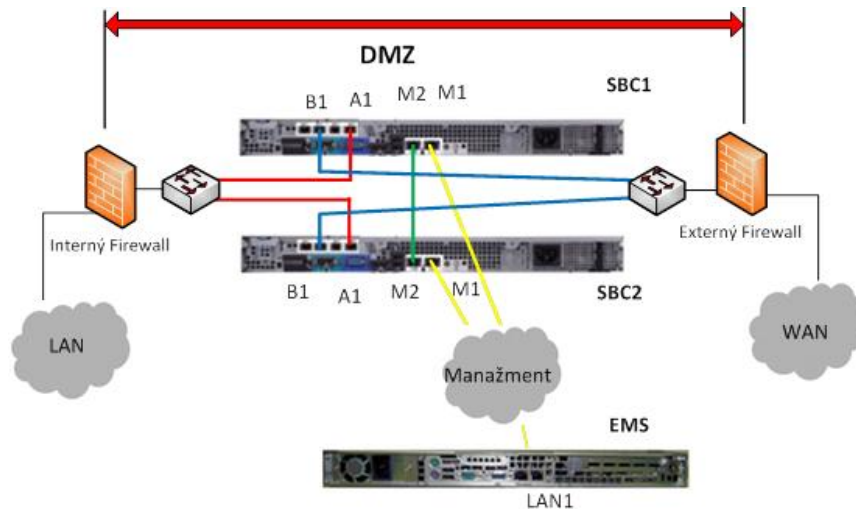 DMZ
SBC1
B1
A1
M2
M1
Interný Firewall
Externý Firewall
B1
A1
M2
M1
SBC2
LAN
WAN
Manažment
EMS
LAN1